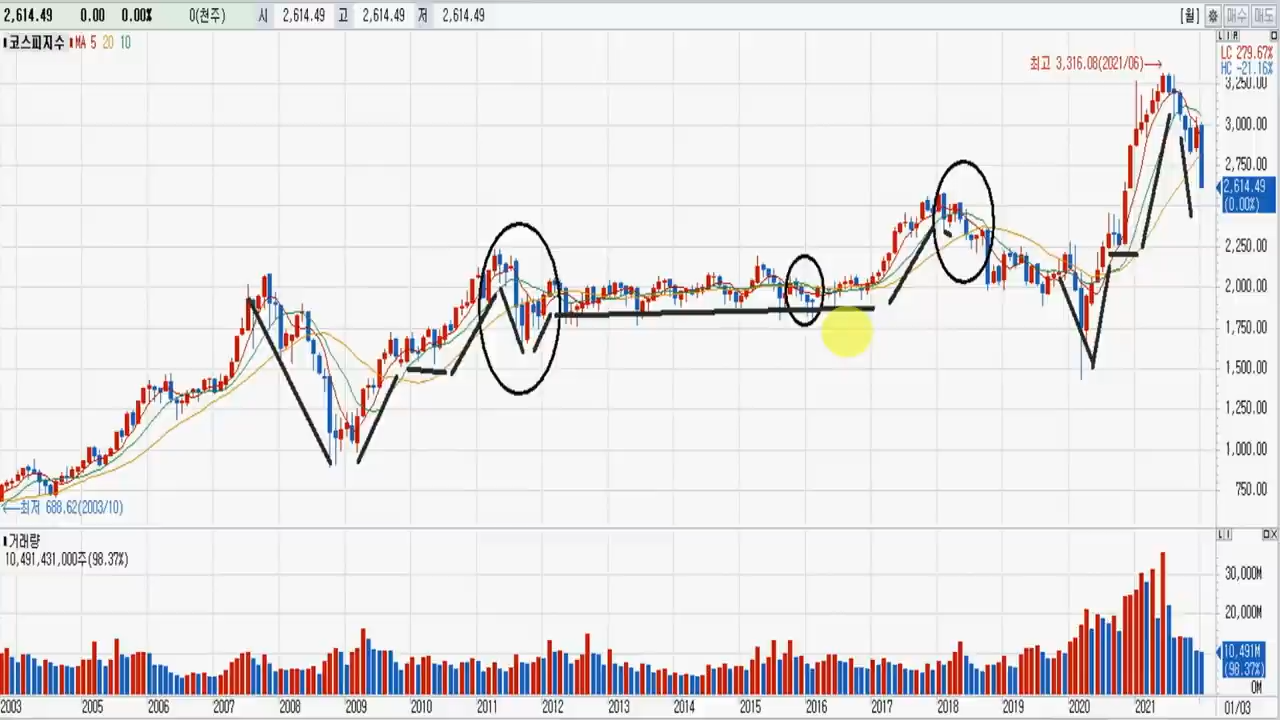 2,614.49 0.00 0.00% 0(천주) 시 2,614.49 고 2,614.49 저 2,614.49 [월] 매수 매도
코스피지수 MA 5 20 10
LC 279.67%
HC -21.16%
최고 3,316.08(2021/06)→
3,250.00
3,000.00
2,750.00
2,614.49
(0.00%)
2,250.00
2,000.00
1,750.00
1,500.00
1,250.00
1,000.00
750.00
←최저 688.62(2003/10)
거래량
10,491,431,000주(98.37%)
30,000M
20,000M
10,491M
(98.37%)
0M
2003 2005 2006 2007 2008 2009 2010 2011 2012 2013 2014 2015 2016 2017 2018 2019 2020 2021 01/03